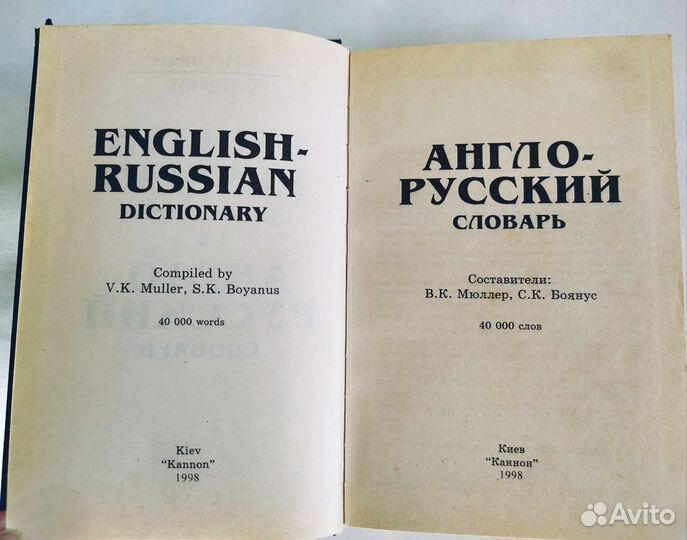 ENGLISH-
RUSSIAN
DICTIONARY
Compiled by
V.K. Muller, S.K. Boyanus
40 000 words
Kiev
"Kannon"
1998
АНГЛО-
РУССКИЙ
СЛОВАРЬ
Составители:
В.К. Мюллер, С.К. Боянус
40 000 слов
Киев
"Каннон"
1998
Avito